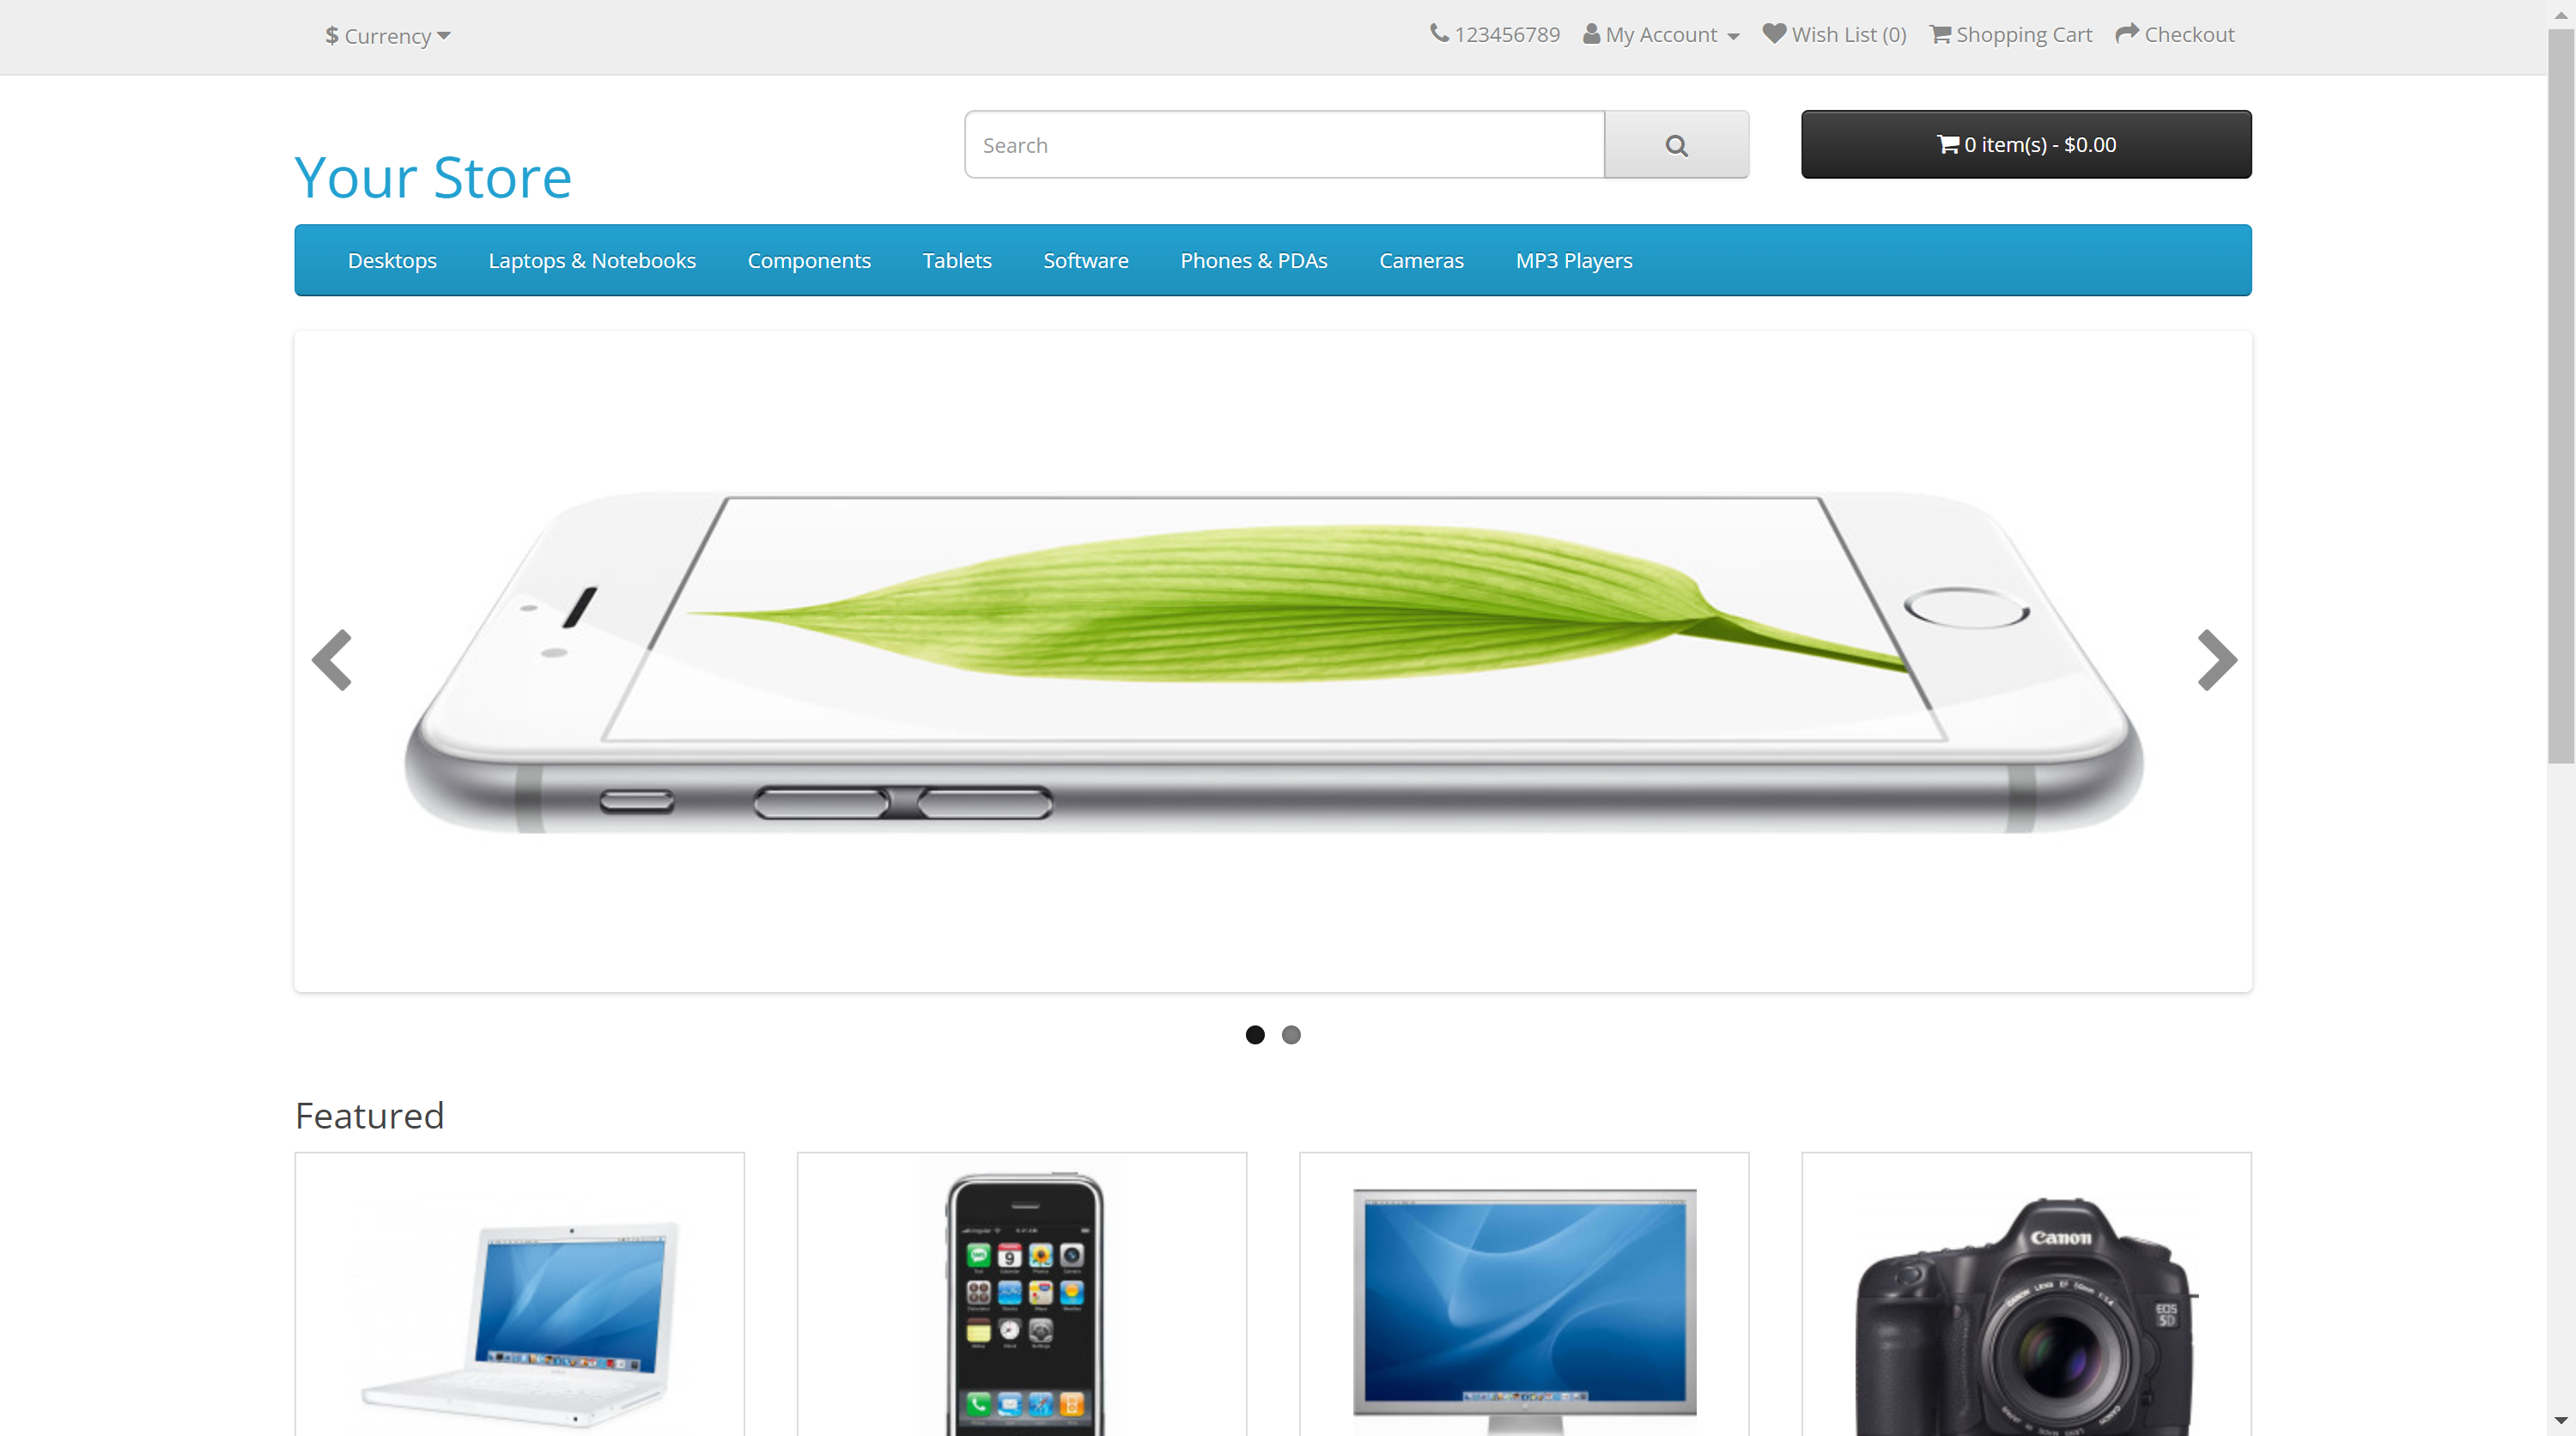 $ Currency
123456789 My Account Wish List (0) Shopping Cart Checkout
Your Store
Search
0 item(s) - $0.00
Desktops Laptops & Notebooks Components Tablets Software Phones & PDAs Cameras MP3 Players
Featured
9
Canon
EOS
5D